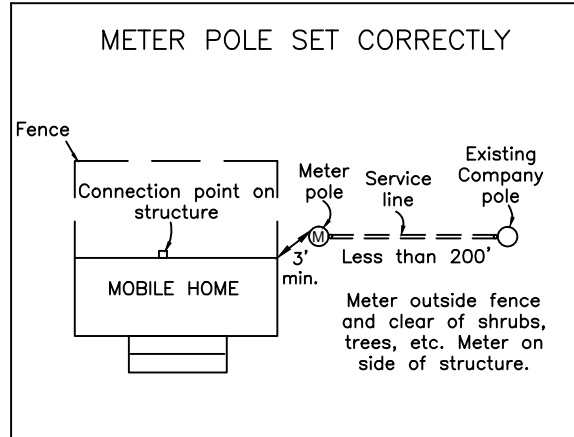 METER POLE SET CORRECTLY
Fence
Connection point on
structure
Meter
pole
Service
line
Existing
Company
pole
M
3'
min.
Less than 200'
MOBILE HOME
Meter outside fence
and clear of shrubs,
trees, etc. Meter on
side of structure.